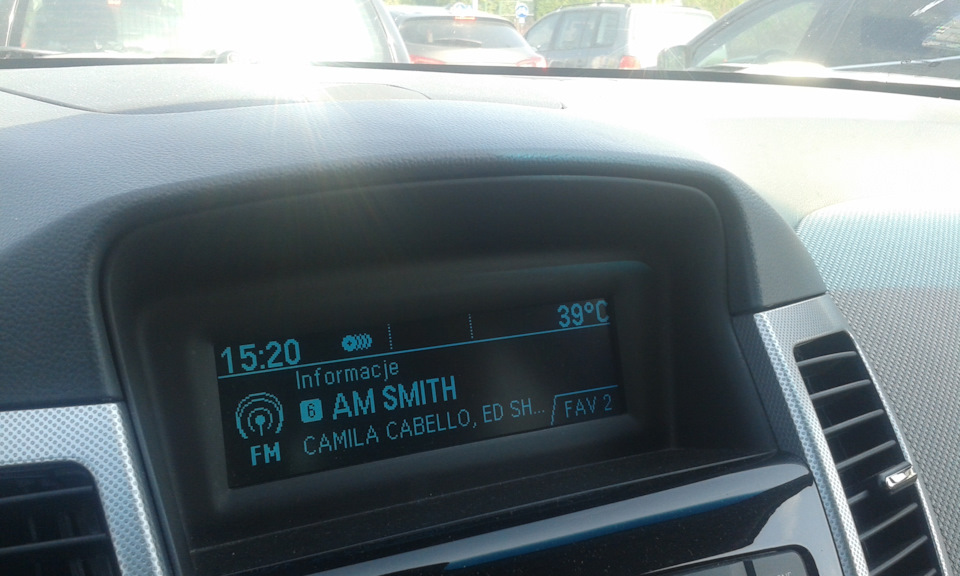 15:20 39°C
Informacje
6 AM SMITH
CAMILA CABELLO, ED SH... FAV 2
FM